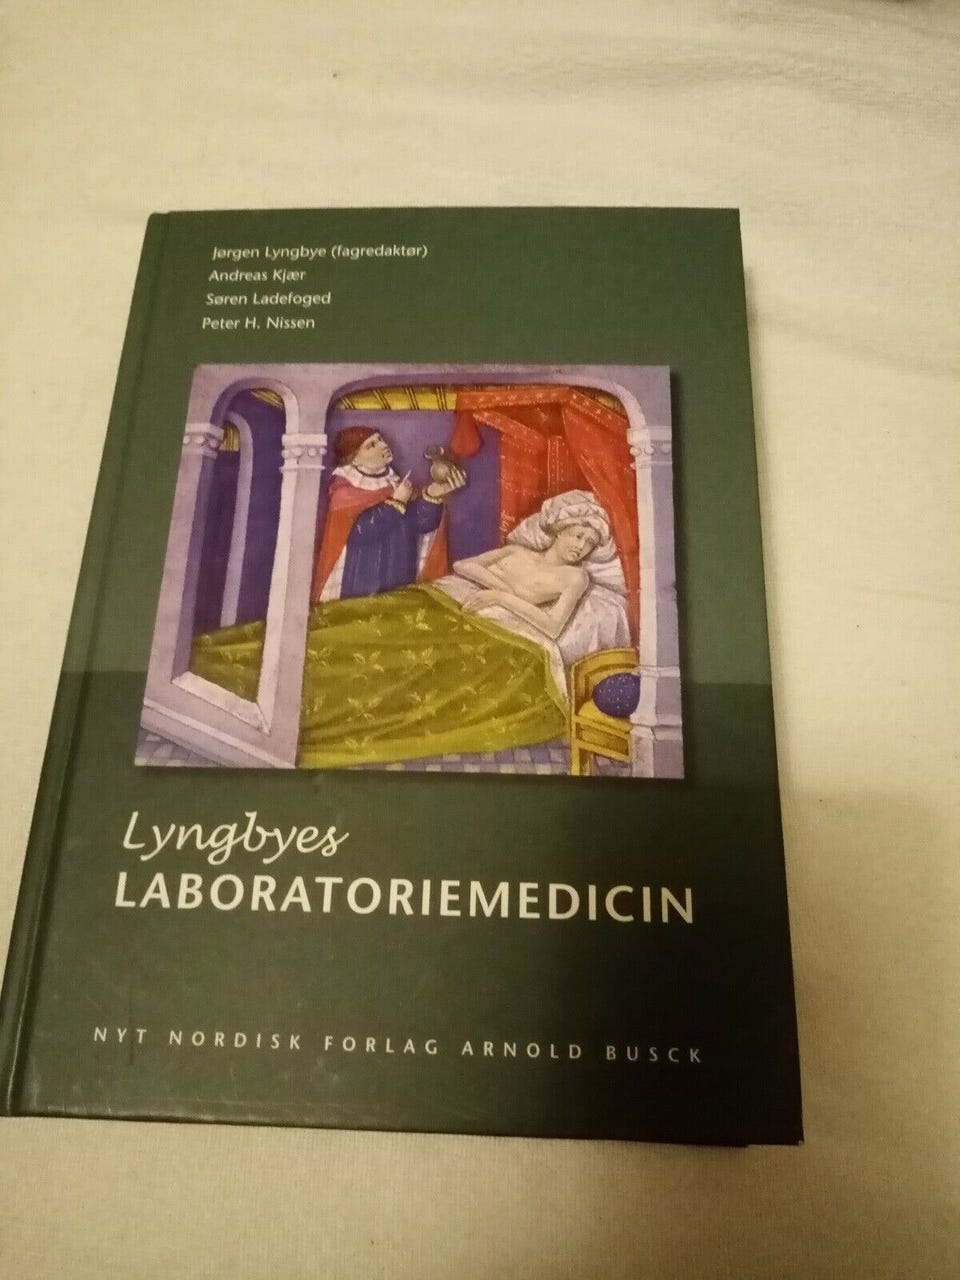 Jørgen Lyngbye (fagredaktør)
Andreas Kjær
Søren Ladefoged
Peter H. Nissen
Lyngbyes
LABORATORIEMEDICIN
NYT NORDISK FORLAG ARNOLD BUSCK